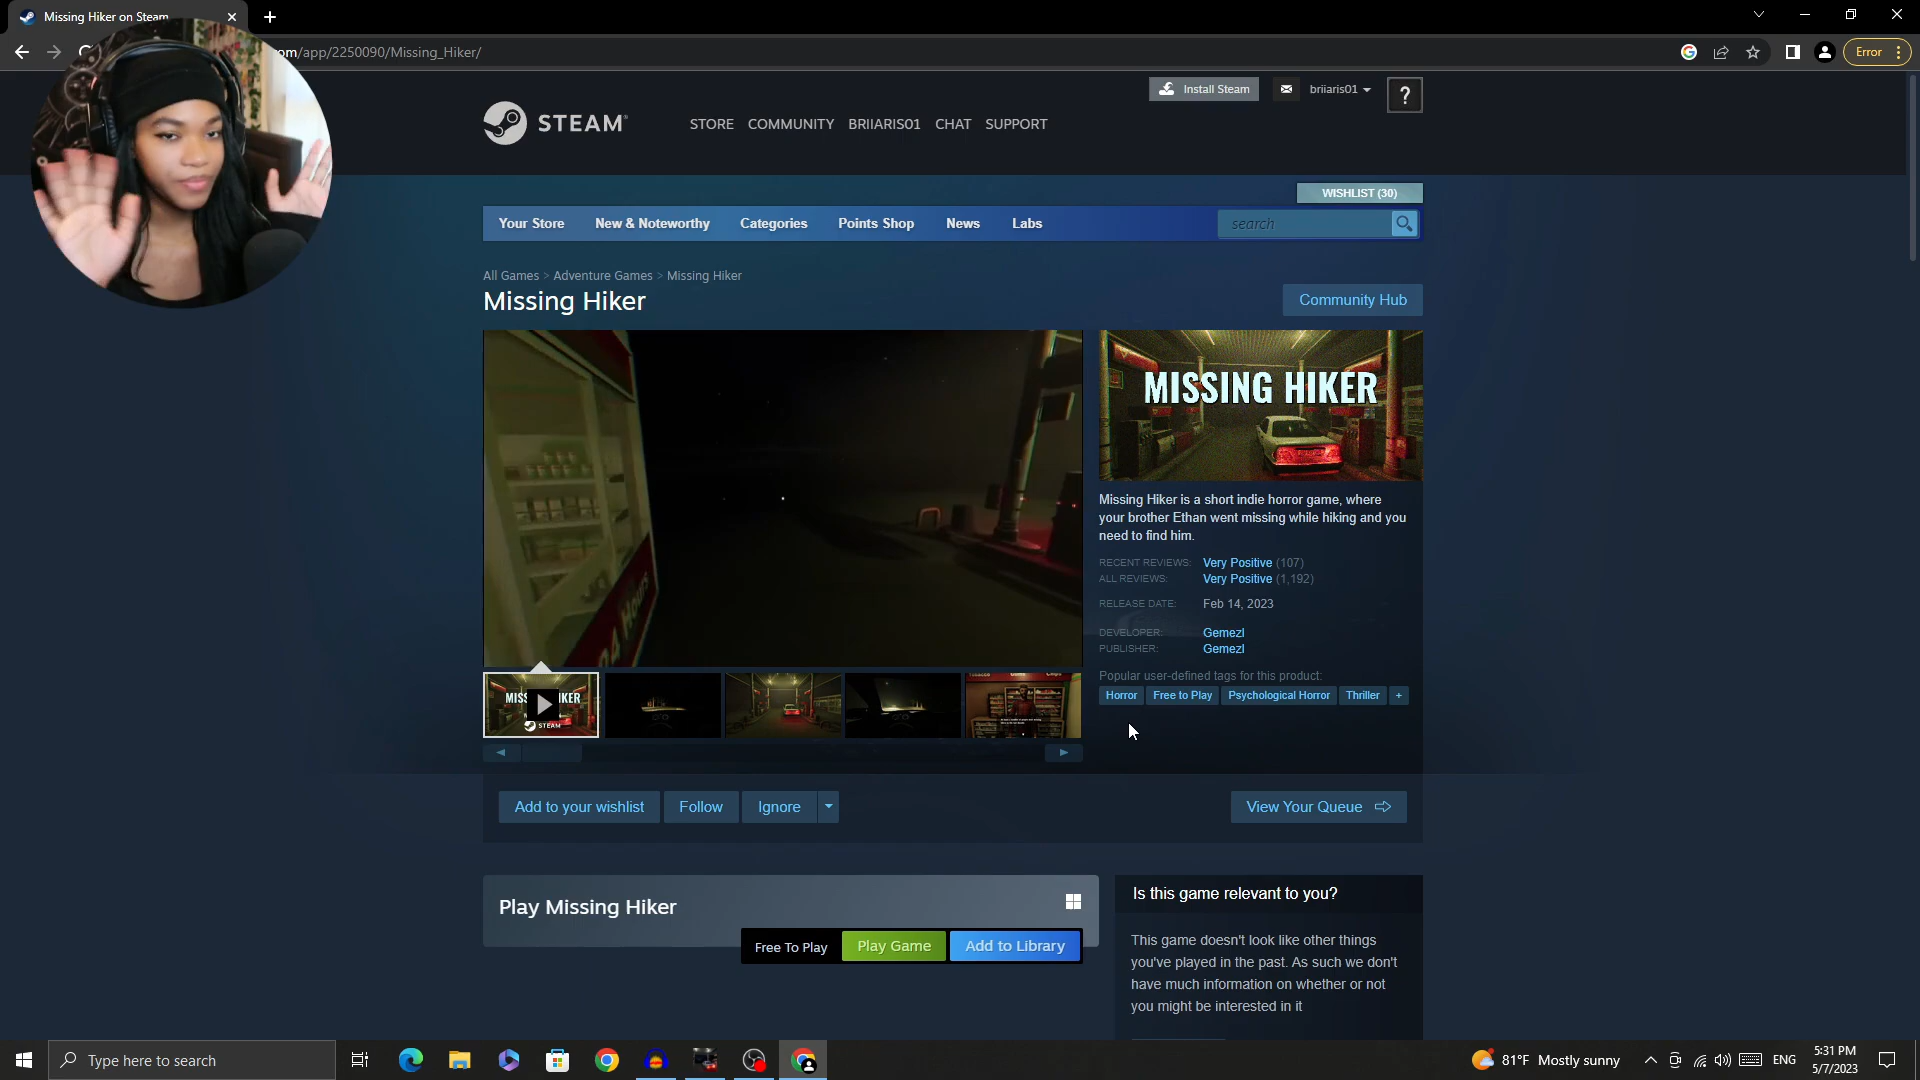 Missing Hiker on Steam
om/app/2250090/Missing_Hiker/
Error
Install Steam
briiaris01
?
STEAM
STORE COMMUNITY BRIIARIS01 CHAT SUPPORT
WISHLIST (30)
Your Store New & Noteworthy Categories Points Shop News Labs
search
All Games > Adventure Games > Missing Hiker
Missing Hiker
Community Hub
MISSING HIKER
Missing Hiker is a short indie horror game, where
your brother Ethan went missing while hiking and you
need to find him.
RECENT REVIEWS: Very Positive (107)
ALL REVIEWS: Very Positive (1,192)
RELEASE DATE: Feb 14, 2023
DEVELOPER: Gemezl
PUBLISHER: Gemezl
Popular user-defined tags for this product:
Horror Free to Play Psychological Horror Thriller +
STEAM
Add to your wishlist Follow Ignore
View Your Queue
Play Missing Hiker
Free To Play Play Game Add to Library
Is this game relevant to you?
This game doesn't look like other things
you've played in the past. As such we don't
have much information on whether or not
you might be interested in it
Type here to search
81°F Mostly sunny
ENG
5:31 PM
5/7/2023